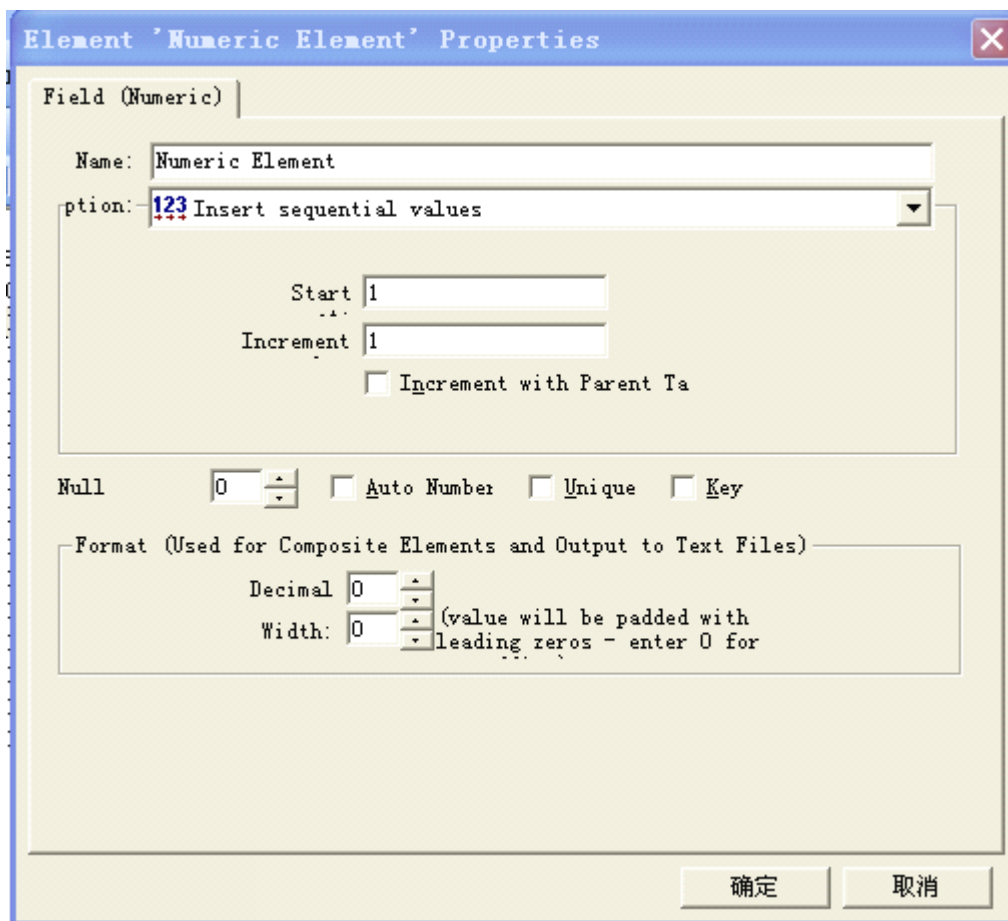 Element 'Numeric Element' Properties
Field (Numeric)
Name: Numeric Element
ption: 123 Insert sequential values
Start 1
Increment 1
Increment with Parent Ta
Null 0 Auto Number Unique Key
Format (Used for Composite Elements and Output to Text Files)
Decimal 0
Width: 0 (value will be padded with
leading zeros - enter 0 for
确定 取消